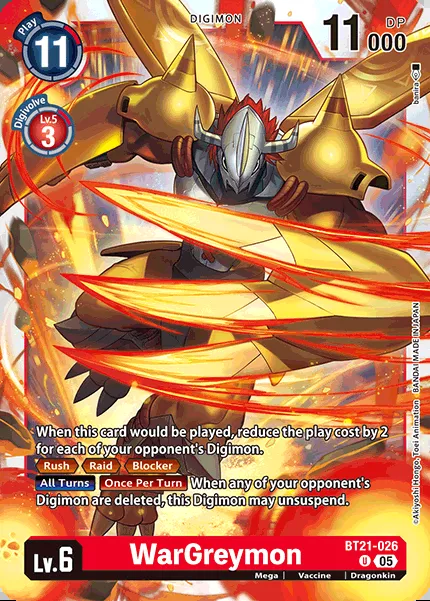 DIGIMON
Play
11
11000
DP
Digivolve
Lv.5
3
banira
When this card would be played, reduce the play cost by 2
for each of your opponent's Digimon.
Rush Raid Blocker
All Turns Once Per Turn When any of your opponent's
Digimon are deleted, this Digimon may unsuspend.
©Akiyoshi Hongo, Toei Animation BANDAI MADE IN JAPAN
Lv.6
WarGreymon
BT21-026
U 05
Mega | Vaccine | Dragonkin